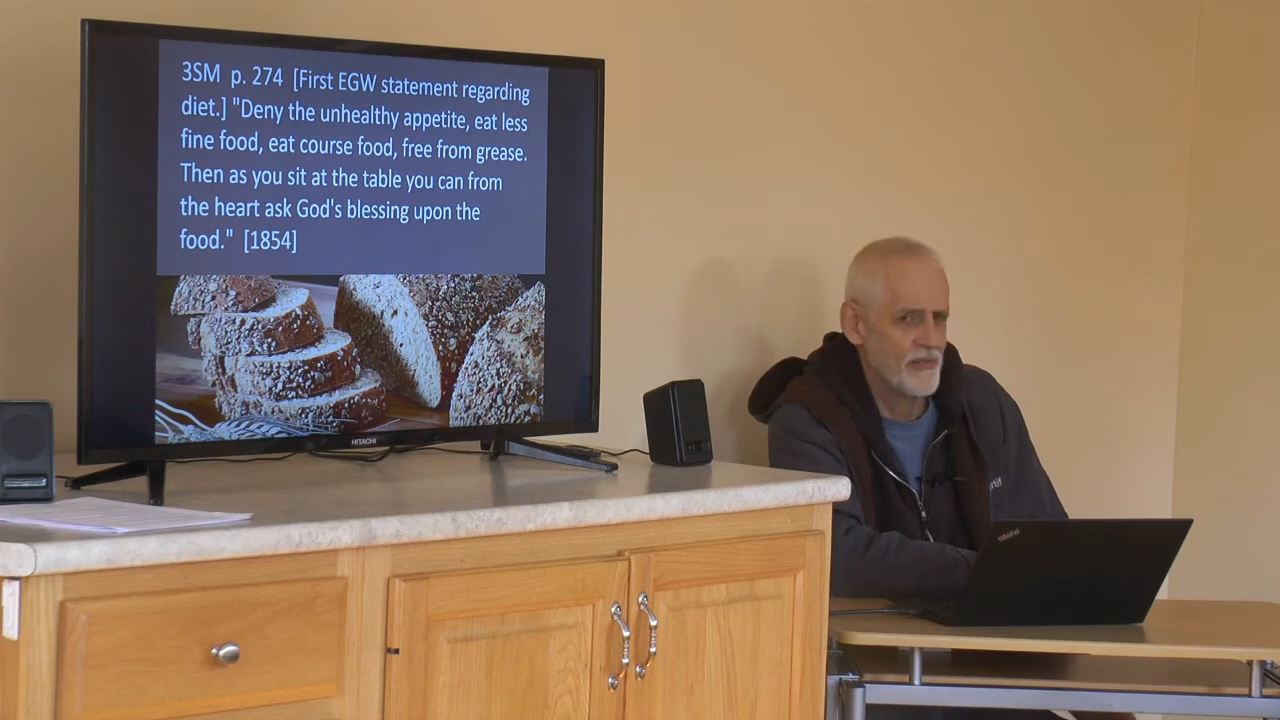 3SM p. 274 [First EGW statement regarding
diet.] "Deny the unhealthy appetite, eat less
fine food, eat course food, free from grease.
Then as you sit at the table you can from
the heart ask God's blessing upon the
food." [1854]
HITACHI
ThinkPad